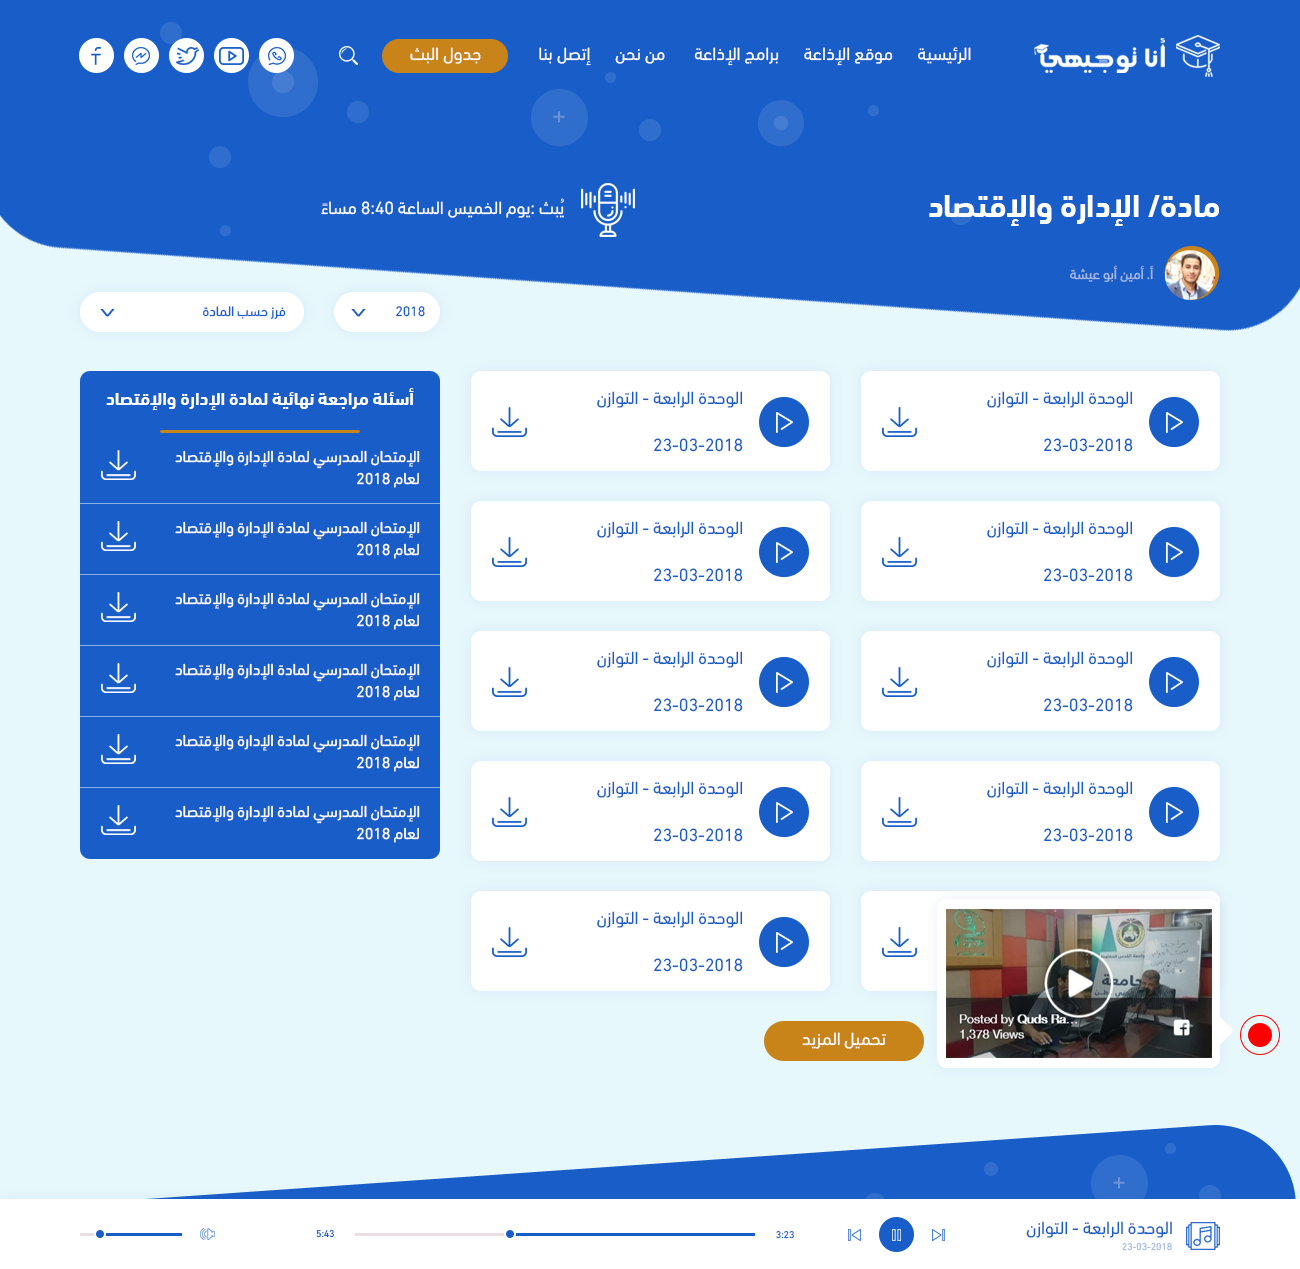 أنا توجيهي
الرئيسية
موقع الإذاعة
برامج الإذاعة
من نحن
إتصل بنا
جدول البث
مادة/ الإدارة والإقتصاد
أ. أمين أبو عيشة
يُبث :يوم الخميس الساعة 8:40 مساءً
2018
فرز حسب المادة
الوحدة الرابعة - التوازن
23-03-2018
الوحدة الرابعة - التوازن
23-03-2018
الوحدة الرابعة - التوازن
23-03-2018
الوحدة الرابعة - التوازن
23-03-2018
الوحدة الرابعة - التوازن
23-03-2018
الوحدة الرابعة - التوازن
23-03-2018
الوحدة الرابعة - التوازن
23-03-2018
الوحدة الرابعة - التوازن
23-03-2018
الوحدة الرابعة - التوازن
23-03-2018
Posted by Quds Ra...
1,378 Views
تحميل المزيد
أسئلة مراجعة نهائية لمادة الإدارة والإقتصاد
الإمتحان المدرسي لمادة الإدارة والإقتصاد
لعام 2018
الإمتحان المدرسي لمادة الإدارة والإقتصاد
لعام 2018
الإمتحان المدرسي لمادة الإدارة والإقتصاد
لعام 2018
الإمتحان المدرسي لمادة الإدارة والإقتصاد
لعام 2018
الإمتحان المدرسي لمادة الإدارة والإقتصاد
لعام 2018
الإمتحان المدرسي لمادة الإدارة والإقتصاد
لعام 2018
الوحدة الرابعة - التوازن
23-03-2018
3:23
5:43